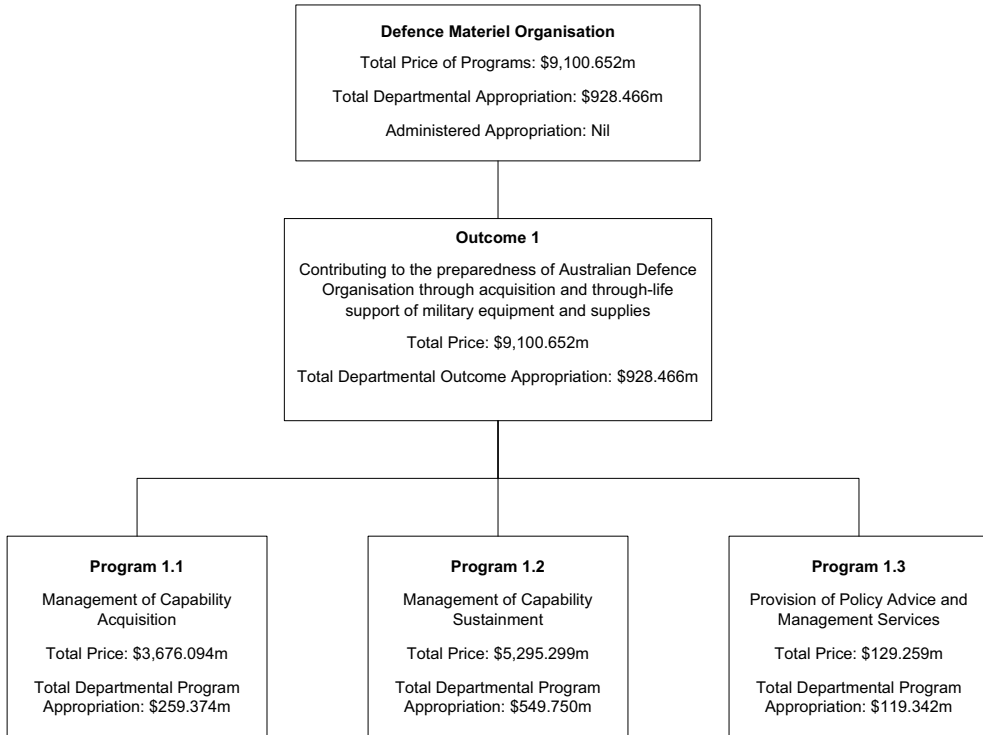 Defence Materiel Organisation
Total Price of Programs: $9,100.652m
Total Departmental Appropriation: $928.466m
Administered Appropriation: Nil
Outcome 1
Contributing to the preparedness of Australian Defence
Organisation through acquisition and through-life
support of military equipment and supplies
Total Price: $9,100.652m
Total Departmental Outcome Appropriation: $928.466m
Program 1.1
Management of Capability
Acquisition
Total Price: $3,676.094m
Total Departmental Program
Appropriation: $259.374m
Program 1.2
Management of Capability
Sustainment
Total Price: $5,295.299m
Total Departmental Program
Appropriation: $549.750m
Program 1.3
Provision of Policy Advice and
Management Services
Total Price: $129.259m
Total Departmental Program
Appropriation: $119.342m